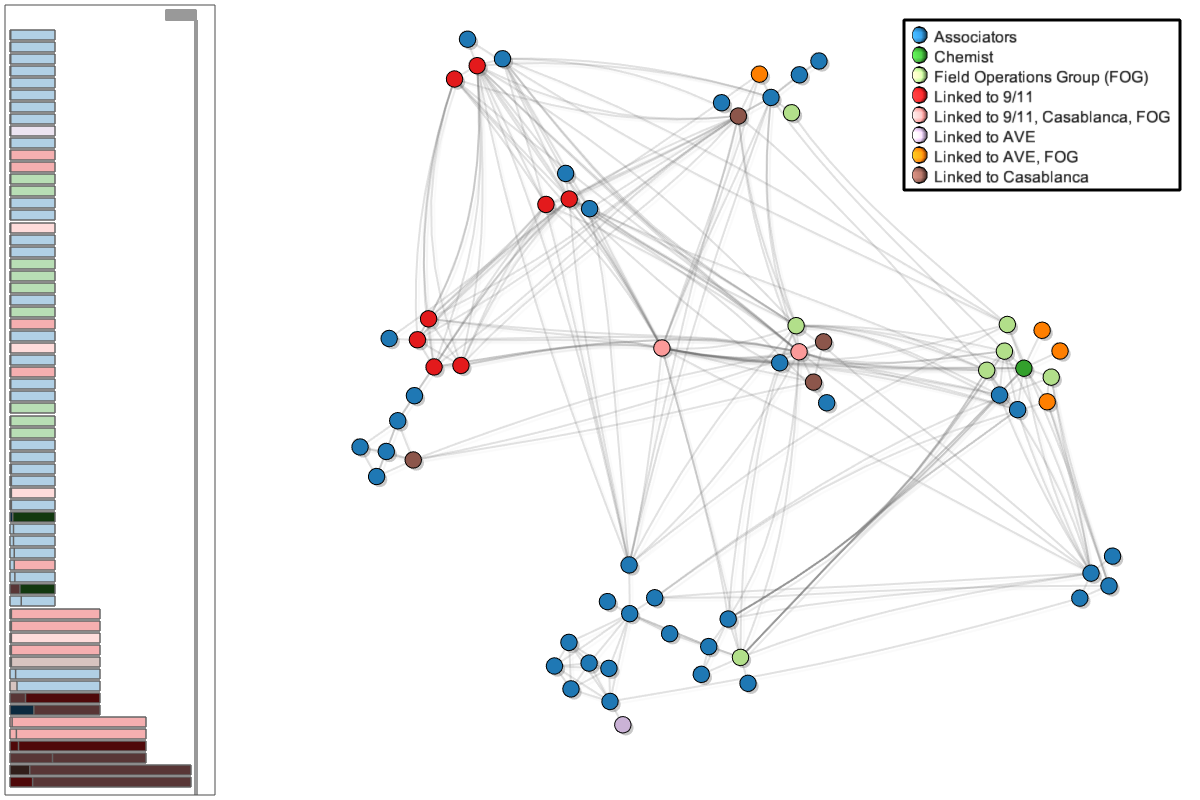 Associators
Chemist
Field Operations Group (FOG)
Linked to 9/11
Linked to 9/11, Casablanca, FOG
Linked to AVE
Linked to AVE, FOG
Linked to Casablanca